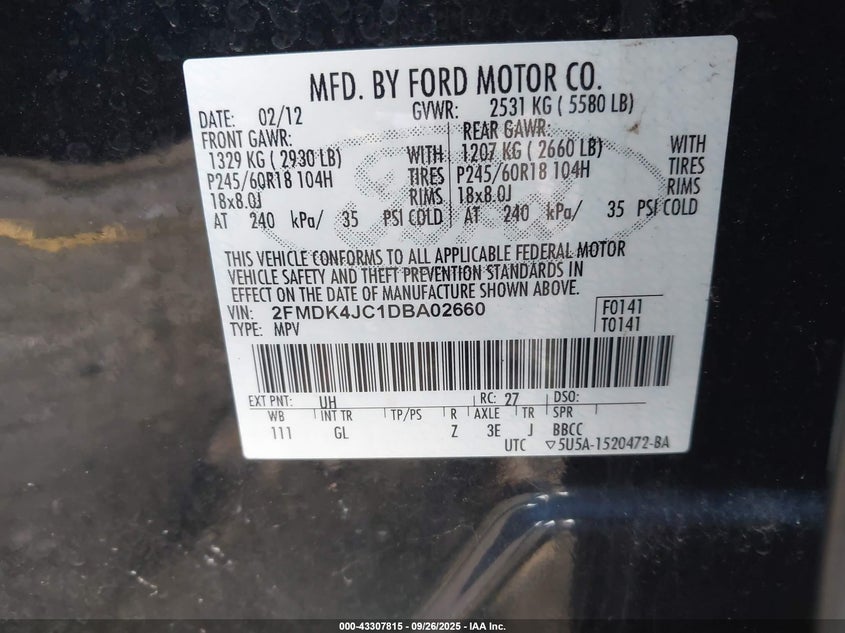 MFD. BY FORD MOTOR CO.
DATE: 02/12 GVWR: 2531 KG ( 5580 LB)
FRONT GAWR: REAR GAWR:
1329 KG ( 2930 LB) WITH 1207 KG ( 2660 LB) WITH
P245/60R18 104H TIRES P245/60R18 104H TIRES
18x8.0J RIMS 18x8.0J RIMS
AT 240 kPa/ 35 PSI COLD AT 240 kPa/ 35 PSI COLD
THIS VEHICLE CONFORMS TO ALL APPLICABLE FEDERAL MOTOR
VEHICLE SAFETY AND THEFT PREVENTION STANDARDS IN
EFFECT ON THE DATE OF MANUFACTURE SHOWN ABOVE.
VIN: 2FMDK4JC1DBA02660 F0141
TYPE: MPV T0141
EXT PNT: UH RC: 27 DSO:
WB INT TR TP/PS R AXLE TR SPR
111 GL Z 3E J BBCC
UTC ▽5U5A-1520472-BA
000-43307815 - 09/26/2025 - IAA Inc.